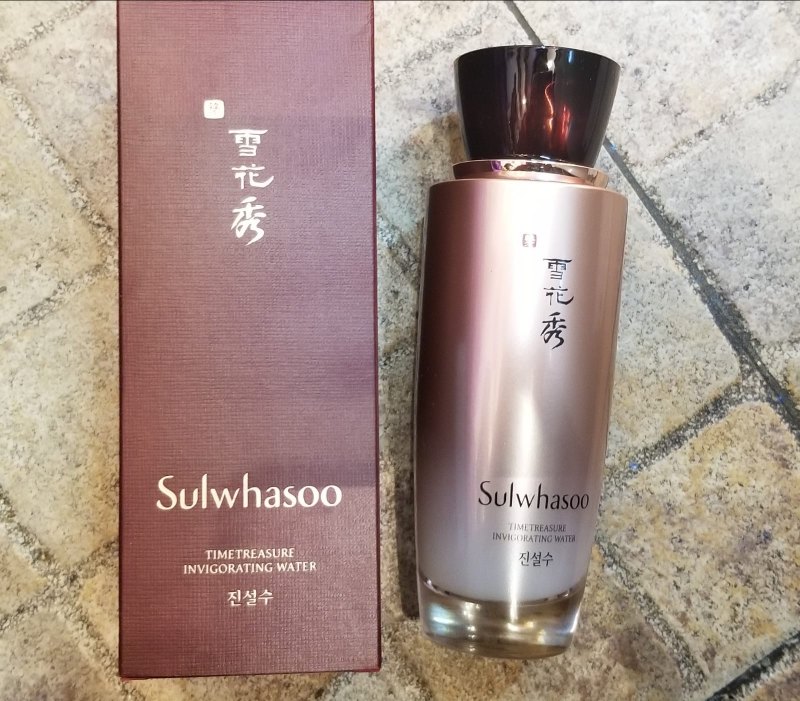 雪花秀
Sulwhasoo
TIMETREASURE
INVIGORATING WATER
진설수
雪花秀
Sulwhasoo
TIMETREASURE
INVIGORATING WATER
진설수